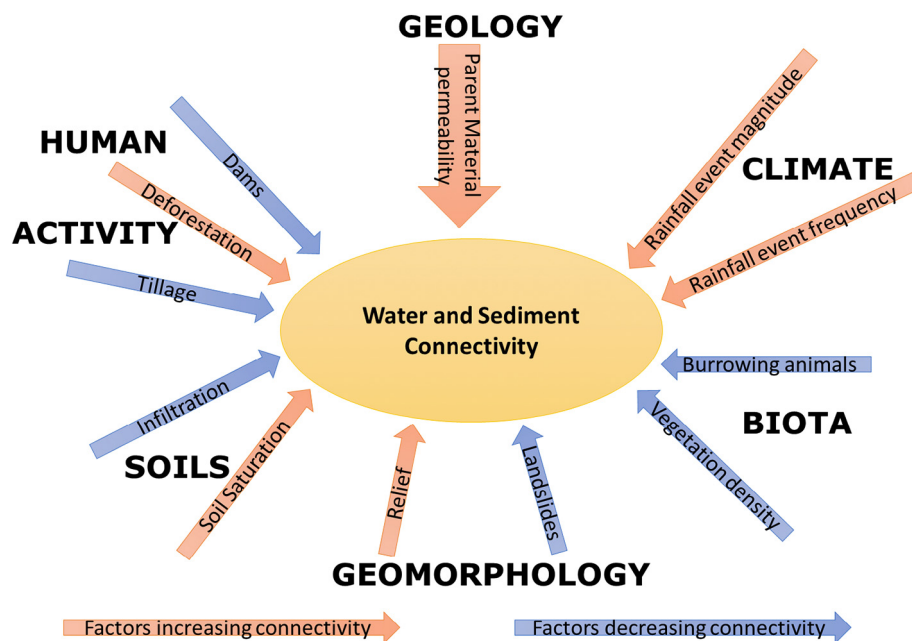 GEOLOGY
Parent Material
permeability
HUMAN
ACTIVITY
Dams
Deforestation
Tillage
CLIMATE
Rainfall event magnitude
Rainfall event frequency
Water and Sediment
Connectivity
Infiltration
SOILS
Soil Saturation
Burrowing animals
BIOTA
Vegetation density
Relief
Landslides
GEOMORPHOLOGY
Factors increasing connectivity
Factors decreasing connectivity